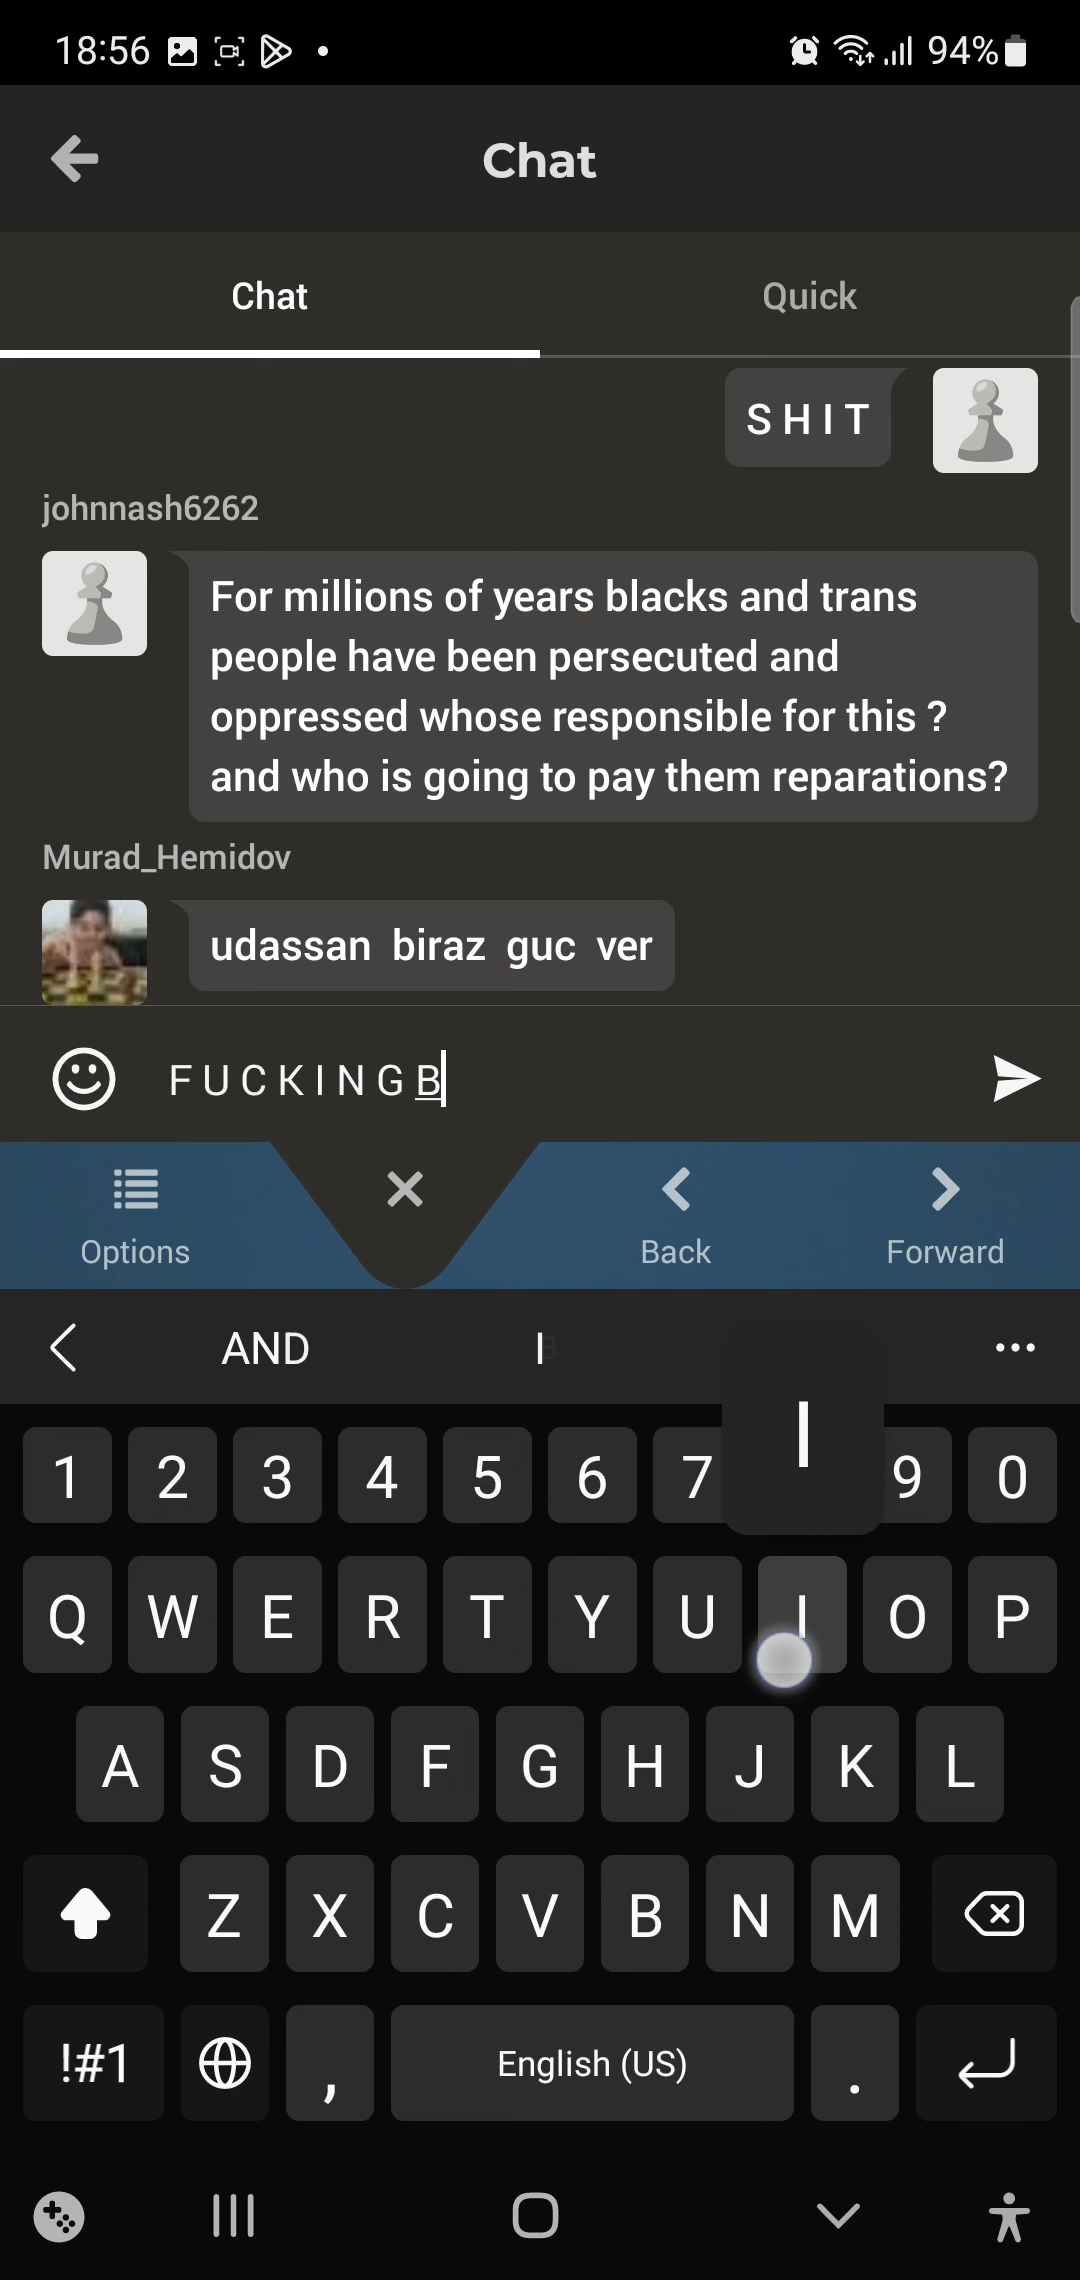 18:56 94%
Chat
Chat Quick
S H I T
johnnash6262
For millions of years blacks and trans
people have been persecuted and
oppressed whose responsible for this ?
and who is going to pay them reparations?
Murad_Hemidov
udassan biraz guc ver
F U C K I N G B
Options Back Forward
AND I
I
1 2 3 4 5 6 7 9 0
Q W E R T Y U I O P
A S D F G H J K L
Z X C V B N M
!#1 , English (US) .